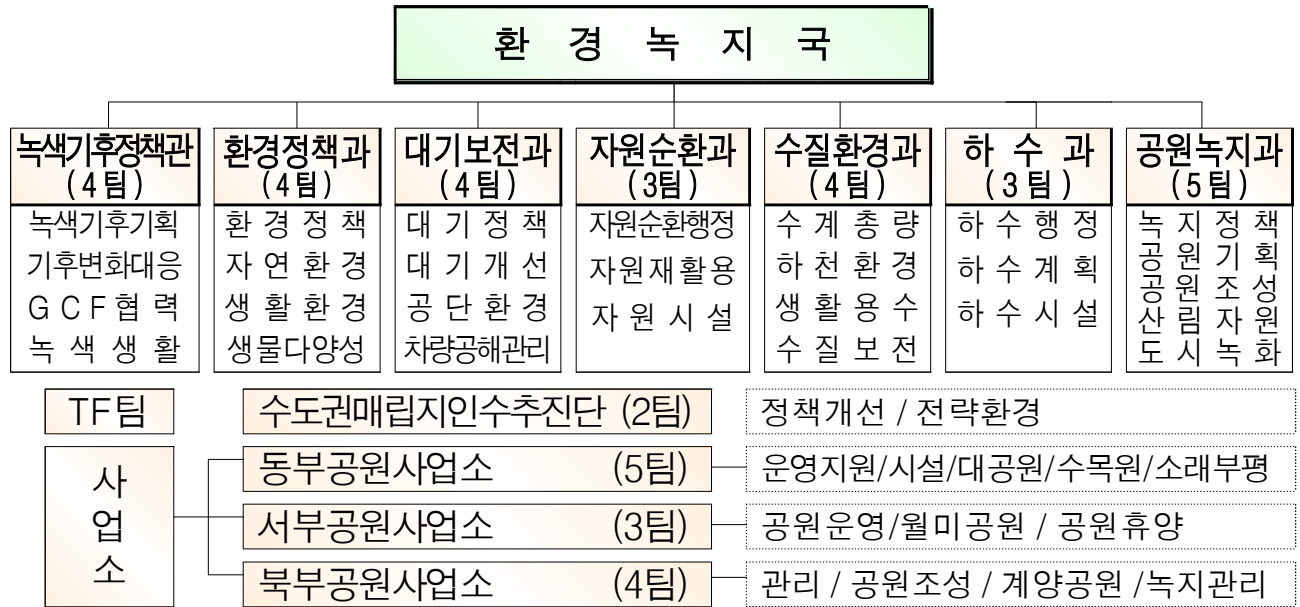 환 경 녹 지 국
녹색기후정책관
(4팀)
녹색기후기획
기후변화대응
GCF협력
녹색생활
환경정책과
(4팀)
환경정책
자연환경
생활환경
생물다양성
대기보전과
(4팀)
대기정책
대기개선
공단환경
차량공해관리
자원순환과
(3팀)
자원순환행정
자원재활용
자원시설
수질환경과
(4팀)
수계총량
하천환경
생활용수
수질보전
하 수 과
(3팀)
하수행정
하수계획
하수시설
공원녹지과
(5팀)
녹지정책
공원기획
공원조성
산림자원
도시녹화
TF팀
수도권매립지인수추진단 (2팀)
정책개선 / 전략환경
사
업
소
동부공원사업소 (5팀)
운영지원/시설/대공원/수목원/소래부평
서부공원사업소 (3팀)
공원운영/월미공원 / 공원휴양
북부공원사업소 (4팀)
관리 / 공원조성 / 계양공원 /녹지관리